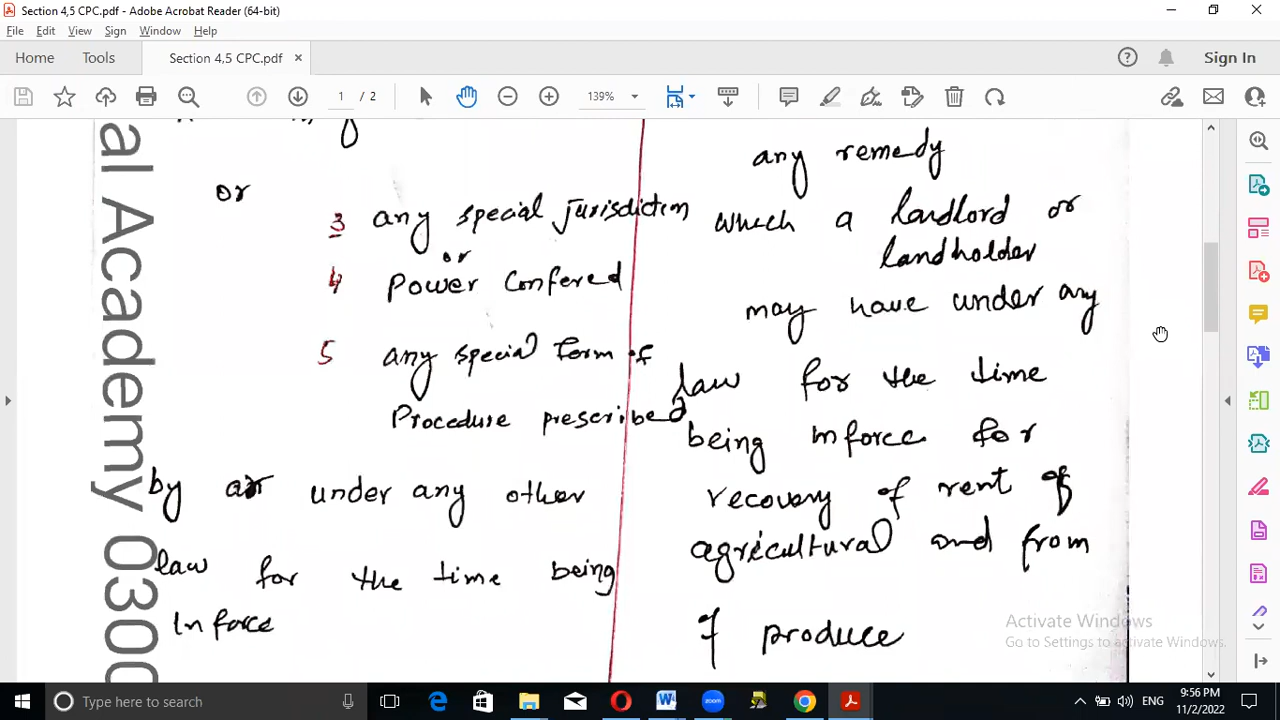 Section 4,5 CPC.pdf - Adobe Acrobat Reader (64-bit)
File Edit View Sign Window Help
Home Tools Section 4,5 CPC.pdf × Sign In
1 / 2 139%
al Academy 0300
or
3 any special jurisdiction
or
4 Power Confered
5 any special form of
Procedure prescribed
by or under any other
law for the time being
In force
any remedy
which a landlord or
landholder
may have under any
law for the time
being inforce for
recovery of rent of
agricultural and from
produce
Activate Windows
Go to Settings to activate Windows.
Type here to search
ENG
9:56 PM
11/2/2022